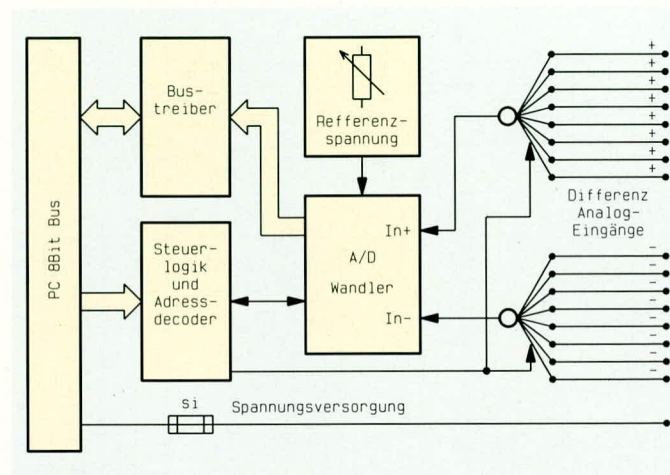 PC 8Bit Bus
Bus-
treiber
Refferenz-
spannung
Steuer-
logik
und
Adress-
decoder
In+
A/D
Wandler
In-
+
+
+
+
+
+
+
+
Differenz
Analog-
Eingänge
-
-
-
-
-
-
-
-
si
Spannungsversorgung